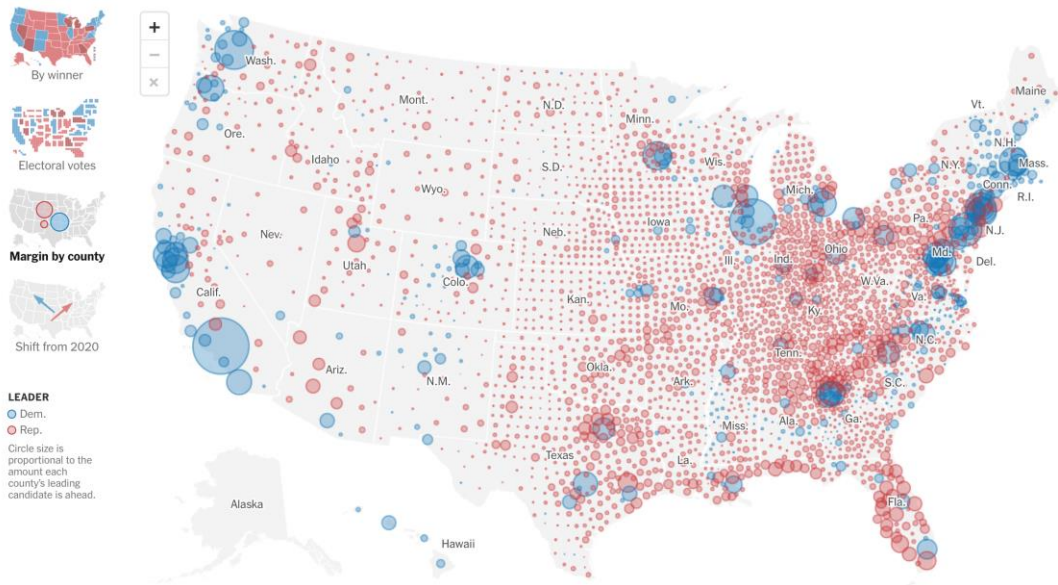 By winner
Electoral votes
Margin by county
Shift from 2020
LEADER
Dem.
Rep.
Circle size is
proportional to the
amount each
county's leading
candidate is ahead.
+
−
×
Wash.
Ore.
Idaho
Mont.
N.D.
Minn.
S.D.
Wyo.
Nev.
Utah
Calif.
Colo.
Neb.
Iowa
Wis.
Mich.
Ill.
Ind.
Ohio
Kan.
Mo.
Ky.
W.Va.
Va.
Md.
Del.
Pa.
N.J.
N.Y.
Conn.
R.I.
Mass.
N.H.
Vt.
Maine
Ariz.
N.M.
Okla.
Ark.
Tenn.
N.C.
S.C.
Texas
La.
Miss.
Ala.
Ga.
Fla.
Alaska
Hawaii